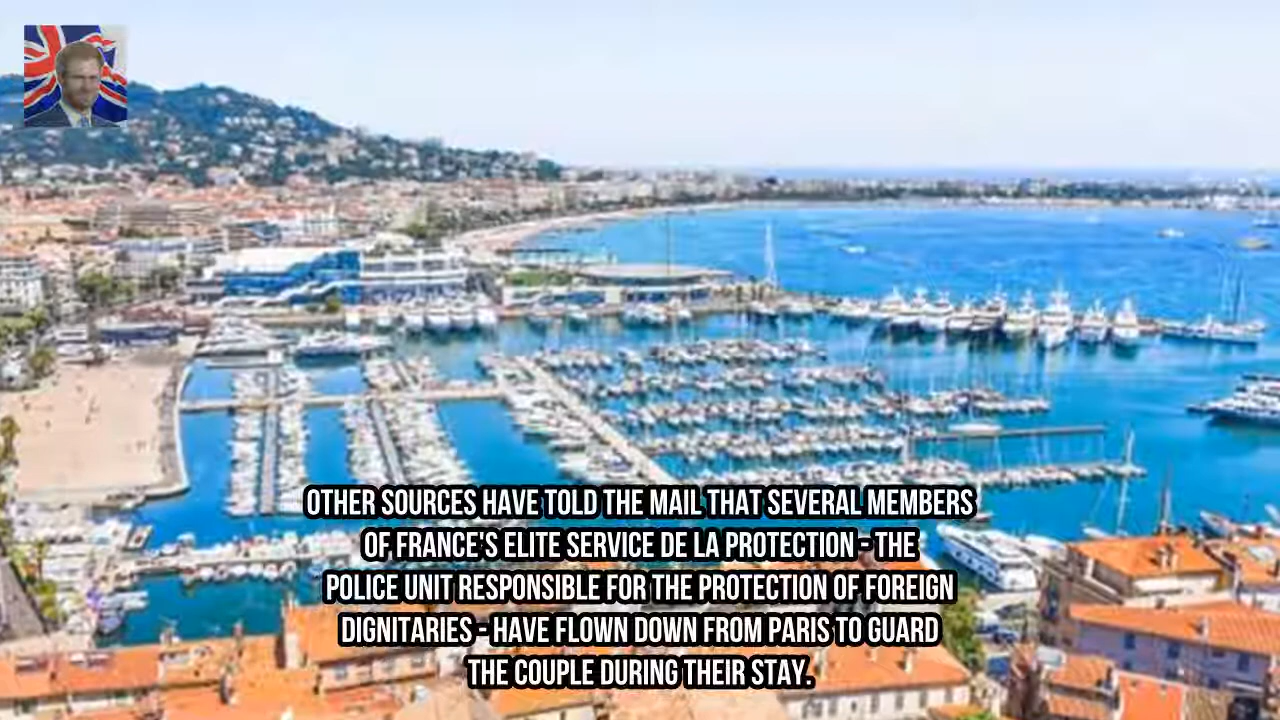 OTHER SOURCES HAVE TOLD THE MAIL THAT SEVERAL MEMBERS
OF FRANCE'S ELITE SERVICE DE LA PROTECTION - THE
POLICE UNIT RESPONSIBLE FOR THE PROTECTION OF FOREIGN
DIGNITARIES - HAVE FLOWN DOWN FROM PARIS TO GUARD
THE COUPLE DURING THEIR STAY.